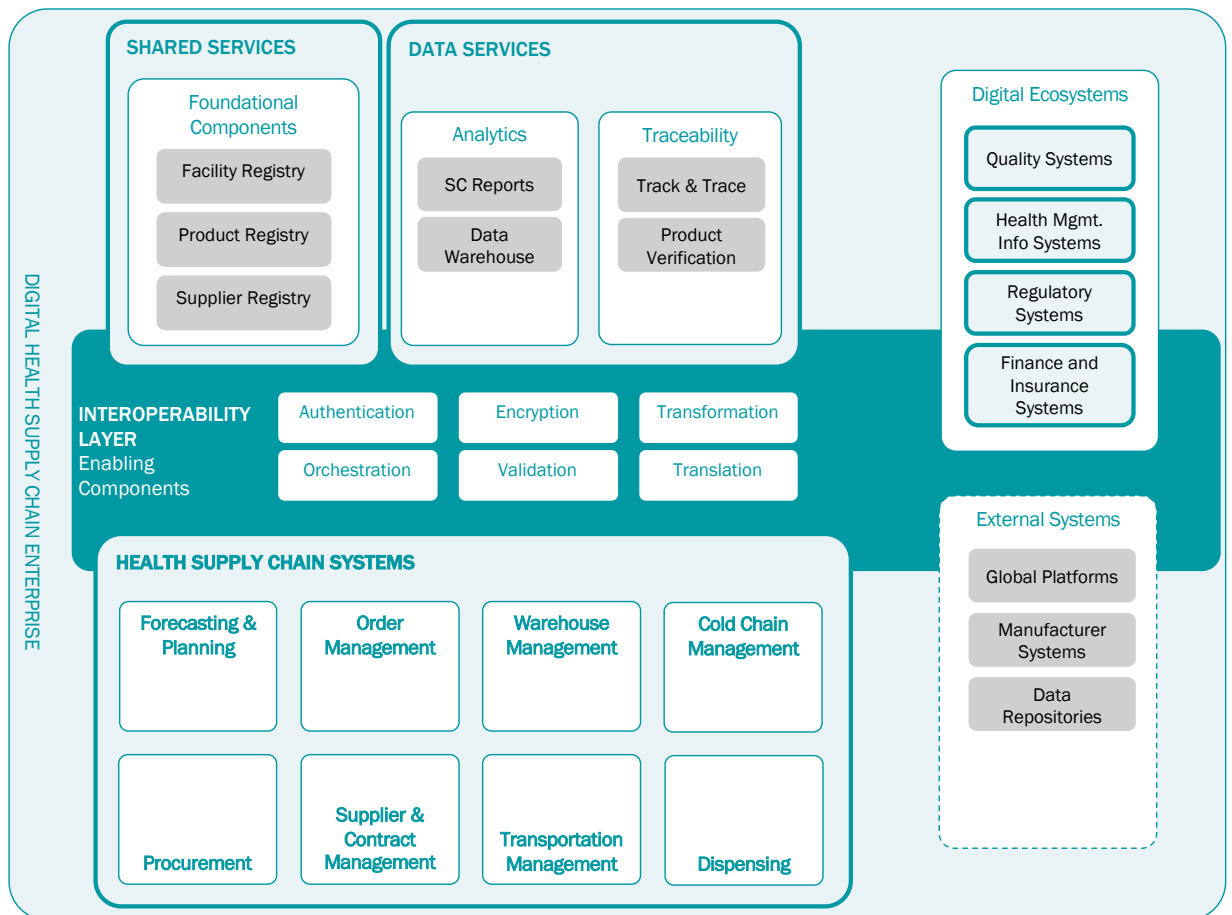 DIGITAL HEALTH SUPPLY CHAIN ENTERPRISE
SHARED SERVICES
Foundational
Components
Facility Registry
Product Registry
Supplier Registry
DATA SERVICES
Analytics
SC Reports
Data
Warehouse
Traceability
Track & Trace
Product
Verification
Digital Ecosystems
Quality Systems
Health Mgmt.
Info Systems
Regulatory
Systems
Finance and
Insurance
Systems
INTEROPERABILITY
LAYER
Enabling
Components
Authentication
Encryption
Transformation
Orchestration
Validation
Translation
External Systems
Global Platforms
Manufacturer
Systems
Data
Repositories
HEALTH SUPPLY CHAIN SYSTEMS
Forecasting &
Planning
Order
Management
Warehouse
Management
Cold Chain
Management
Procurement
Supplier &
Contract
Management
Transportation
Management
Dispensing